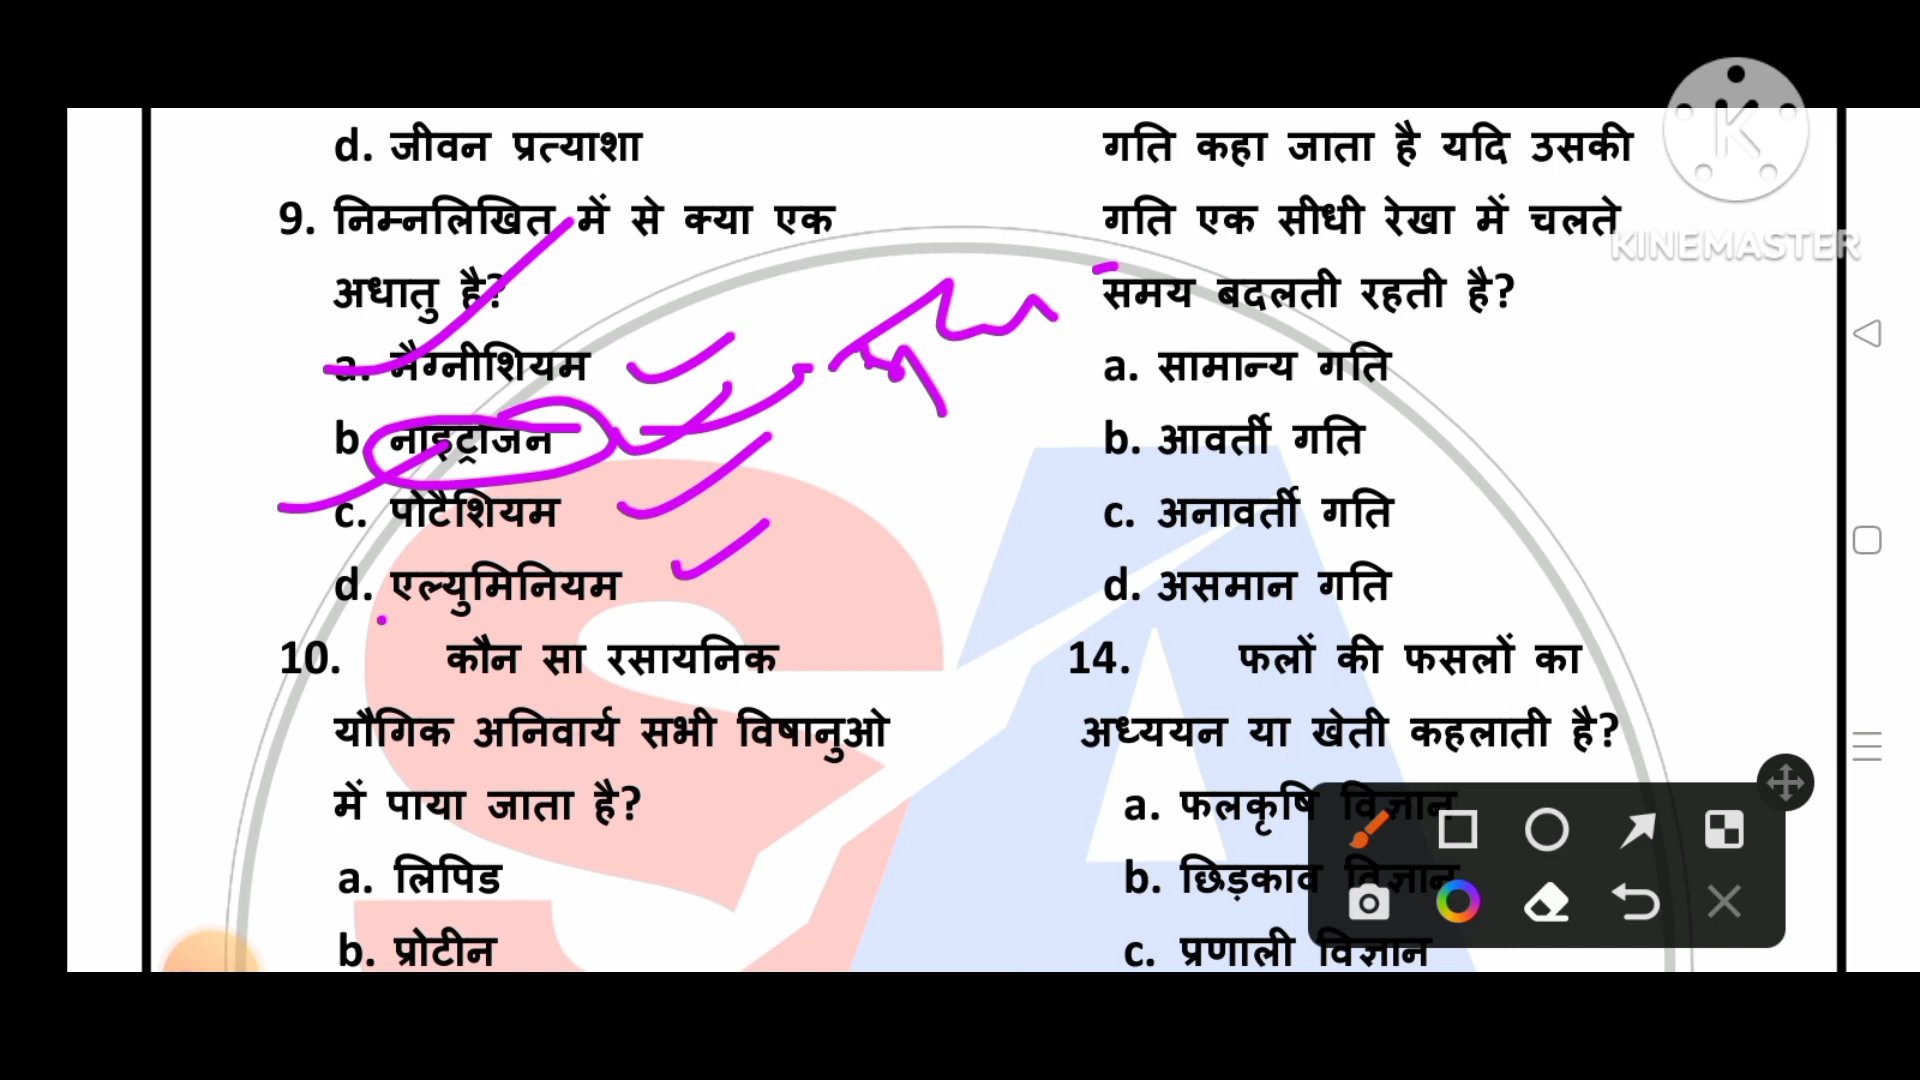 d. जीवन प्रत्याशा
9. निम्नलिखित में से क्या एक
अधातु है?
a. मैग्नीशियम
b नाइट्रोजन
c. पोटैशियम
d. एल्युमिनियम
10. कौन सा रसायनिक
यौगिक अनिवार्य सभी विषानुओ
में पाया जाता है?
a. लिपिड
b. प्रोटीन
गति कहा जाता है यदि उसकी
गति एक सीधी रेखा में चलते
समय बदलती रहती है?
a. सामान्य गति
b. आवर्ती गति
c. अनावर्ती गति
d. असमान गति
14. फलों की फसलों का
अध्ययन या खेती कहलाती है?
a. फलकृषि विज्ञान
b. छिड़काव विज्ञान
c. प्रणाली विज्ञान
K
KINEMASTER